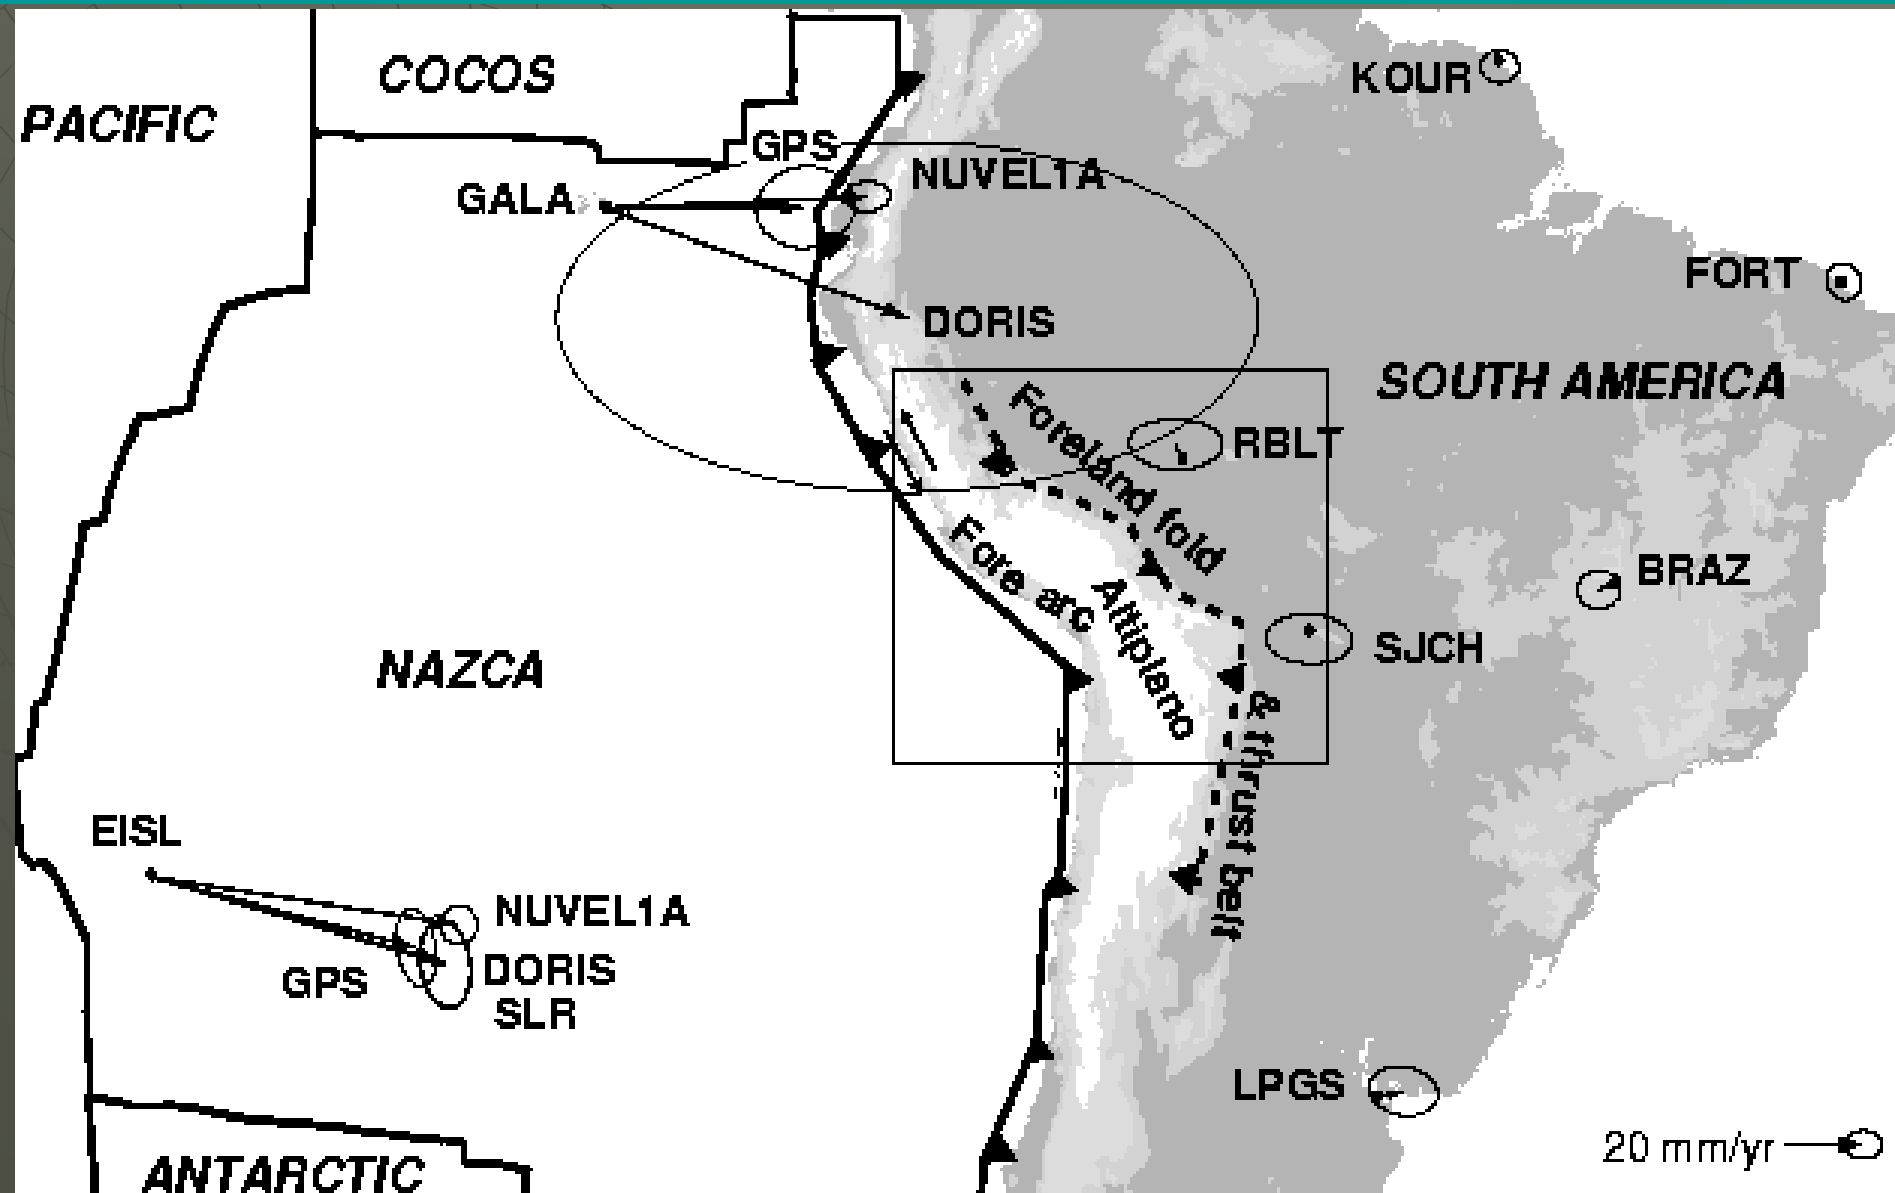 COCOS
KOUR
PACIFIC
GPS
NUVEL1A
GALA
FORT
DORIS
SOUTH AMERICA
Foreland fold
RBLT
Fore arc
BRAZ
Altiplano
SJCH
NAZCA
& thrust belt
EISL
NUVEL1A
GPS
DORIS
SLR
LPGS
20 mm/yr
ANTARCTIC